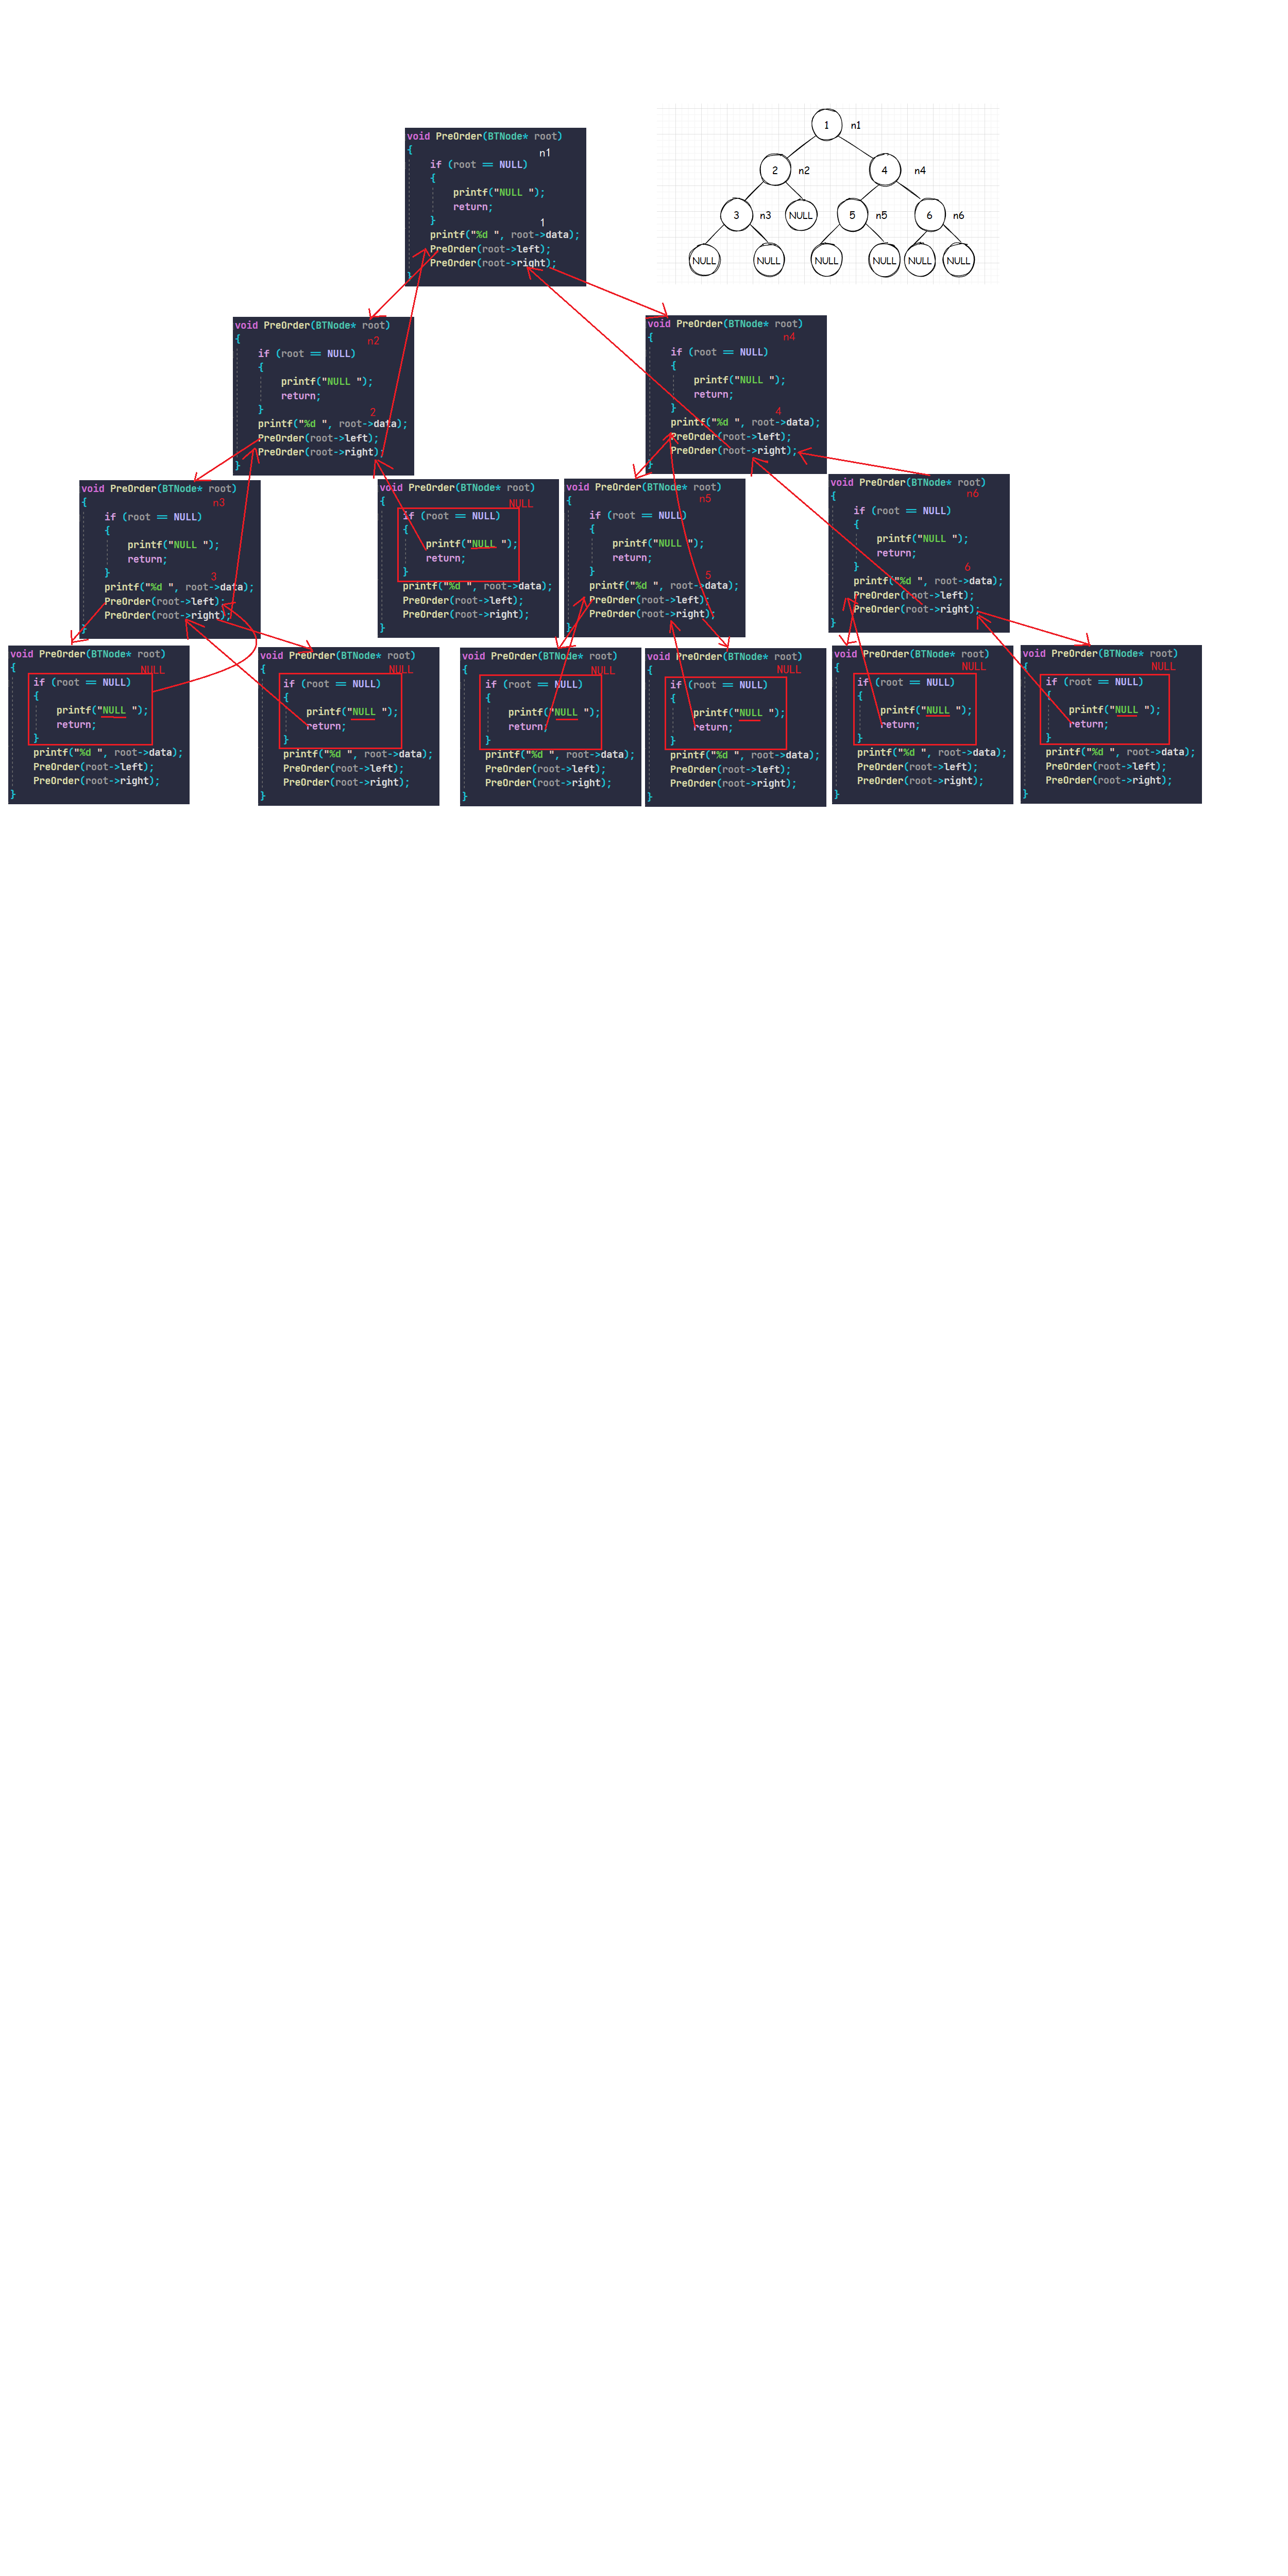 void PreOrder(BTNode* root)
{
n1
if (root == NULL)
{
printf("NULL ");
return;
}
1
printf("%d ", root->data);
PreOrder(root->left);
PreOrder(root->right);
}
1 n1
2 n2 4 n4
3 n3 NULL 5 n5 6 n6
NULL NULL NULL NULL NULL NULL
void PreOrder(BTNode* root)
{
n2
if (root == NULL)
{
printf("NULL ");
return;
}
2
printf("%d ", root->data);
PreOrder(root->left);
PreOrder(root->right);
}
void PreOrder(BTNode* root)
{
n4
if (root == NULL)
{
printf("NULL ");
return;
}
4
printf("%d ", root->data);
PreOrder(root->left);
PreOrder(root->right);
}
void PreOrder(BTNode* root)
{
n3
if (root == NULL)
{
printf("NULL ");
return;
}
3
printf("%d ", root->data);
PreOrder(root->left);
PreOrder(root->right);
}
void PreOrder(BTNode* root)
{
NULL
if (root == NULL)
{
printf("NULL ");
return;
}
printf("%d ", root->data);
PreOrder(root->left);
PreOrder(root->right);
}
void PreOrder(BTNode* root)
{
n5
if (root == NULL)
{
printf("NULL ");
return;
}
5
printf("%d ", root->data);
PreOrder(root->left);
PreOrder(root->right);
}
void PreOrder(BTNode* root)
{
n6
if (root == NULL)
{
printf("NULL ");
return;
}
6
printf("%d ", root->data);
PreOrder(root->left);
PreOrder(root->right);
}
void PreOrder(BTNode* root)
{
NULL
if (root == NULL)
{
printf("NULL ");
return;
}
printf("%d ", root->data);
PreOrder(root->left);
PreOrder(root->right);
}
void PreOrder(BTNode* root)
{
NULL
if (root == NULL)
{
printf("NULL ");
return;
}
printf("%d ", root->data);
PreOrder(root->left);
PreOrder(root->right);
}
void PreOrder(BTNode* root)
{
NULL
if (root == NULL)
{
printf("NULL ");
return;
}
printf("%d ", root->data);
PreOrder(root->left);
PreOrder(root->right);
}
void PreOrder(BTNode* root)
{
NULL
if (root == NULL)
{
printf("NULL ");
return;
}
printf("%d ", root->data);
PreOrder(root->left);
PreOrder(root->right);
}
void PreOrder(BTNode* root)
{
NULL
if (root == NULL)
{
printf("NULL ");
return;
}
printf("%d ", root->data);
PreOrder(root->left);
PreOrder(root->right);
}
void PreOrder(BTNode* root)
{
NULL
if (root == NULL)
{
printf("NULL ");
return;
}
printf("%d ", root->data);
PreOrder(root->left);
PreOrder(root->right);
}